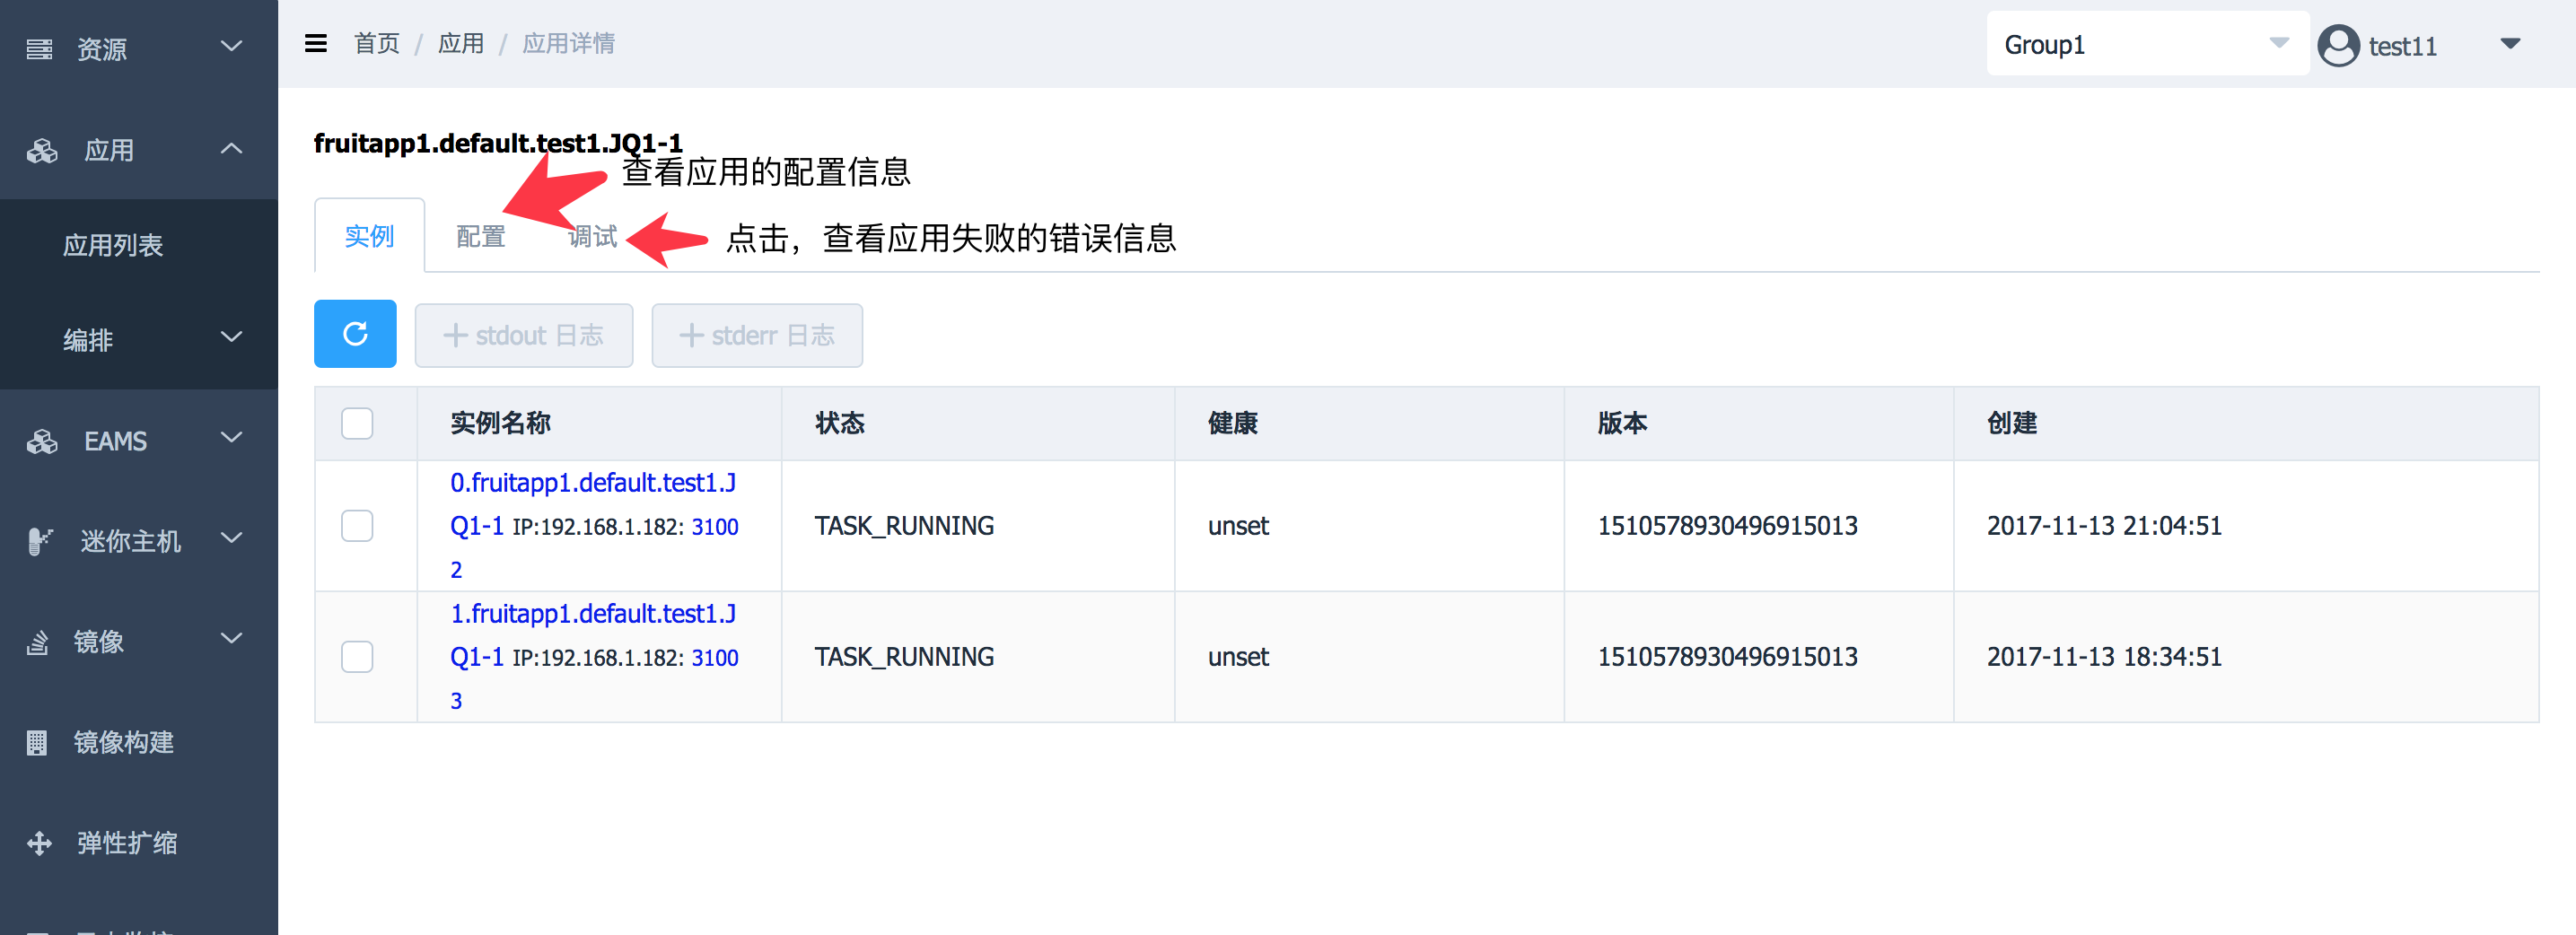 资源
应用
应用列表
编排
EAMS
迷你主机
镜像
镜像构建
弹性扩缩
首页 / 应用 / 应用详情
Group1
test11
fruitapp1.default.test1.JQ1-1
查看应用的配置信息
实例
配置
调试
点击，查看应用失败的错误信息
stdout 日志
stderr 日志
实例名称 状态 健康 版本 创建
0.fruitapp1.default.test1.J
Q1-1 IP:192.168.1.182: 3100
2
TASK_RUNNING unset 1510578930496915013 2017-11-13 21:04:51
1.fruitapp1.default.test1.J
Q1-1 IP:192.168.1.182: 3100
3
TASK_RUNNING unset 1510578930496915013 2017-11-13 18:34:51